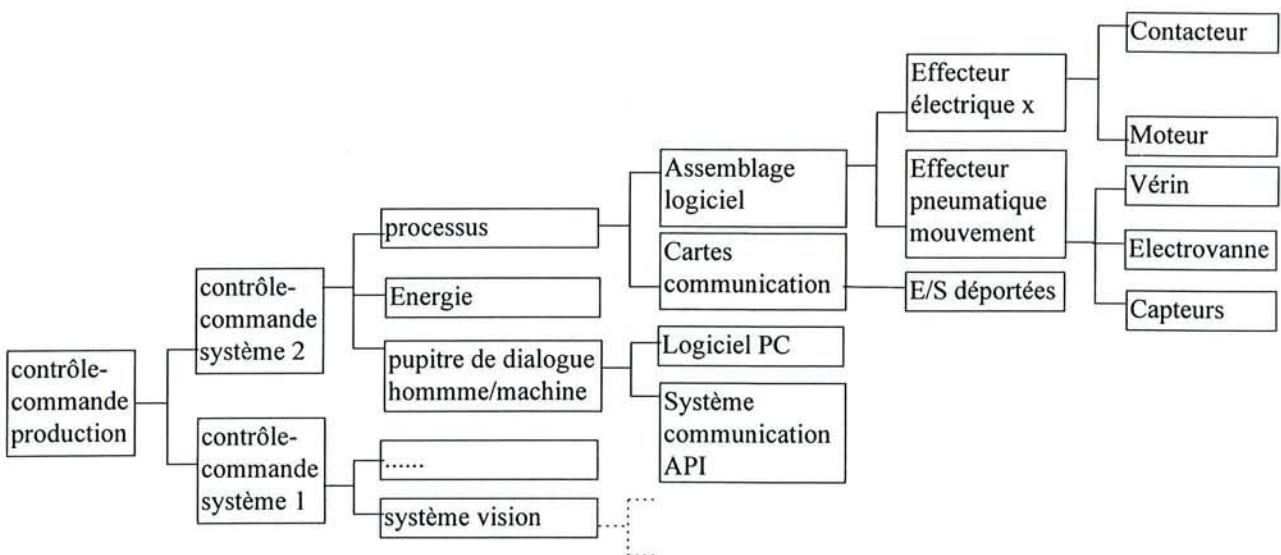 contrôle-
commande
production
contrôle-
commande
système 2
contrôle-
commande
système 1
processus
Energie
pupitre de dialogue
hommme/machine
......
système vision
Assemblage
logiciel
Cartes
communication
Logiciel PC
Système
communication
API
Effecteur
électrique x
Effecteur
pneumatique
mouvement
E/S déportées
Contacteur
Moteur
Vérin
Electrovanne
Capteurs